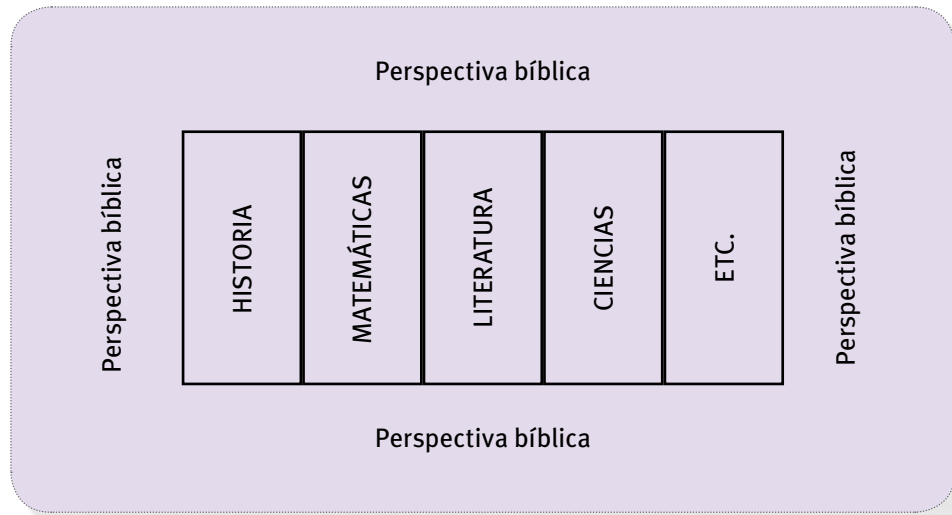 Perspectiva bíblica
Perspectiva bíblica
HISTORIA
MATEMÁTICAS
LITERATURA
CIENCIAS
ETC.
Perspectiva bíblica
Perspectiva bíblica